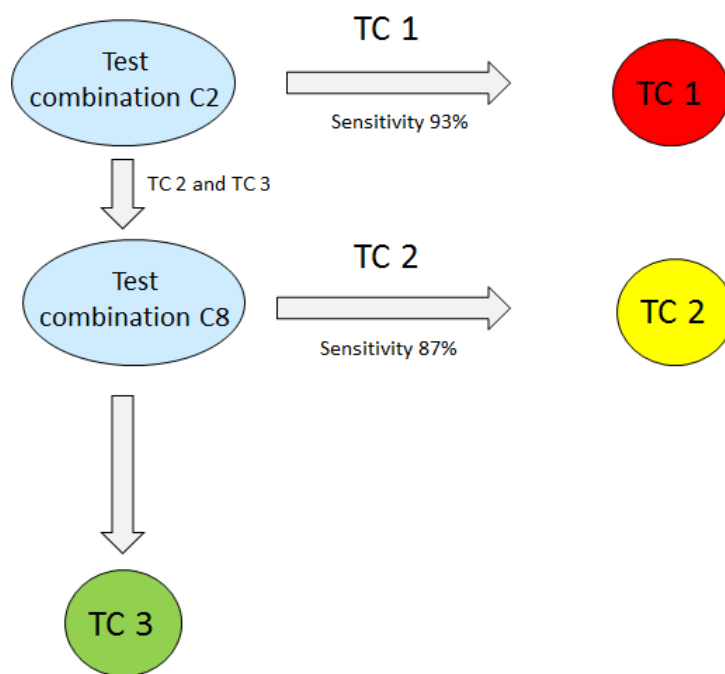 TC 1
Test
combination C2
TC 1
Sensitivity 93%
TC 2 and TC 3
TC 2
Test
combination C8
TC 2
Sensitivity 87%
TC 3